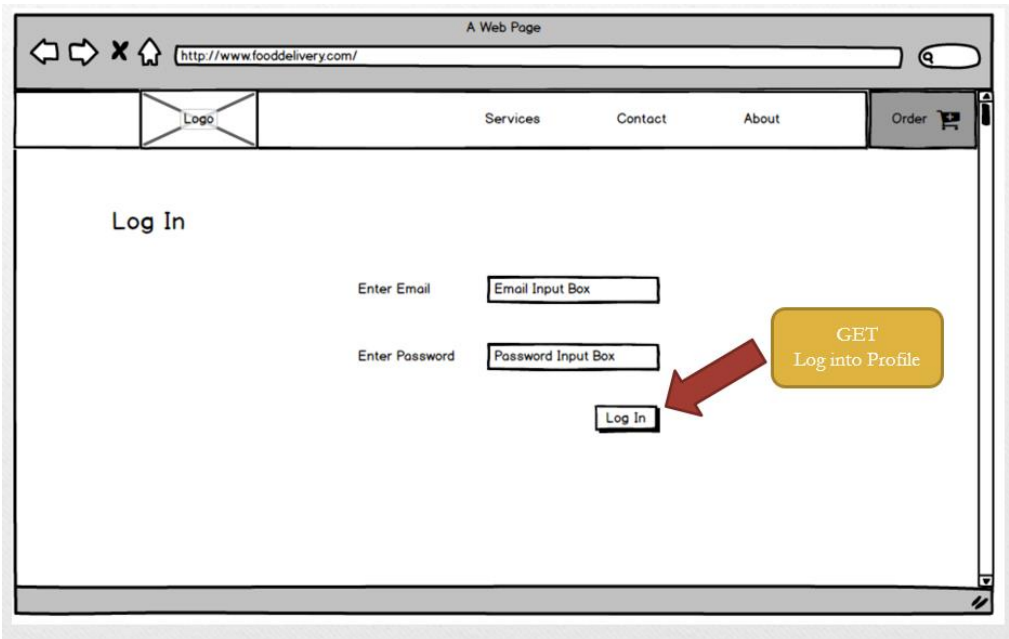 A Web Page
http://www.fooddelivery.com/
Logo
Services
Contact
About
Order
Log In
Enter Email
Email Input Box
Enter Password
Password Input Box
Log In
GET
Log into Profile